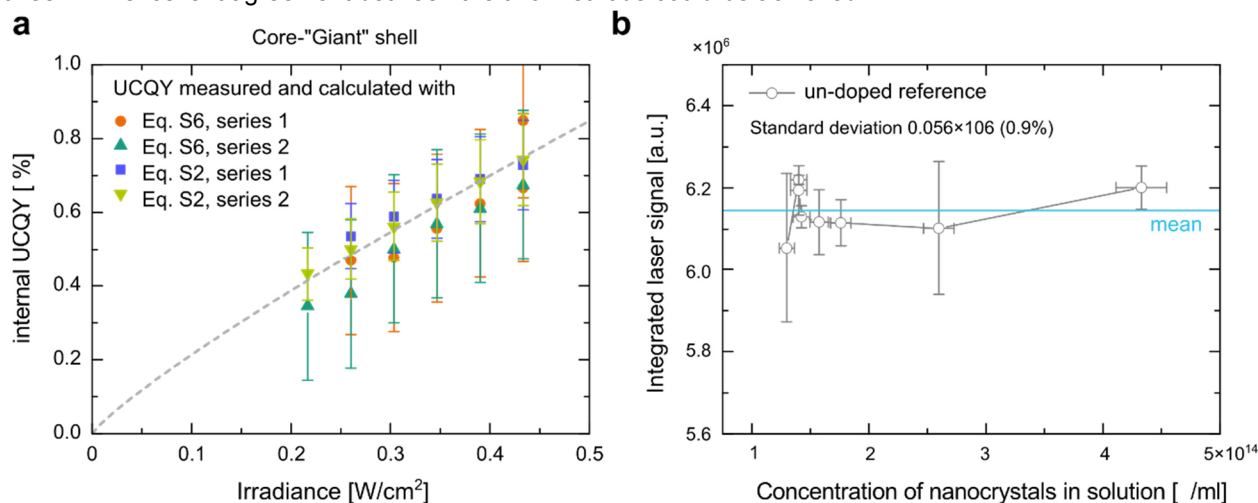 a
Core-"Giant" shell
UCQY measured and calculated with
Eq. S6, series 1
Eq. S6, series 2
Eq. S2, series 1
Eq. S2, series 2
1.0
0.8
0.6
0.4
0.2
0.0
internal UCQY [ %]
0 0.1 0.2 0.3 0.4 0.5
Irradiance [W/cm²]
b
×10⁶
un-doped reference
Standard deviation 0.056×106 (0.9%)
mean
6.4
6.2
6.0
5.8
5.6
Integrated laser signal [a.u.]
1 2 3 4 5×10¹⁴
Concentration of nanocrystals in solution [ /ml]